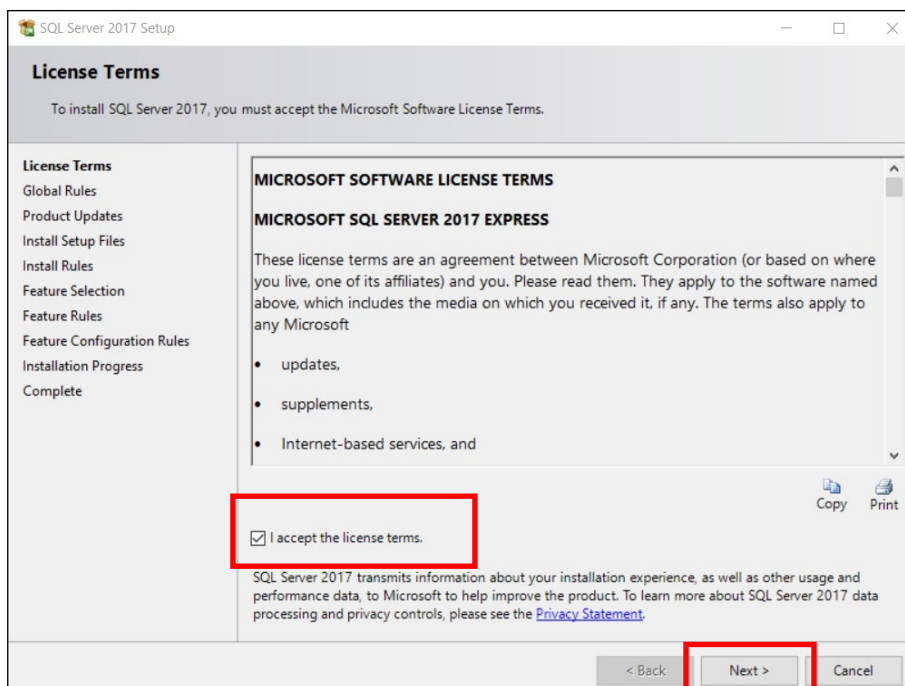 SQL Server 2017 Setup
License Terms
To install SQL Server 2017, you must accept the Microsoft Software License Terms.
License Terms
Global Rules
Product Updates
Install Setup Files
Install Rules
Feature Selection
Feature Rules
Feature Configuration Rules
Installation Progress
Complete
MICROSOFT SOFTWARE LICENSE TERMS
MICROSOFT SQL SERVER 2017 EXPRESS
These license terms are an agreement between Microsoft Corporation (or based on where
you live, one of its affiliates) and you. Please read them. They apply to the software named
above, which includes the media on which you received it, if any. The terms also apply to
any Microsoft
• updates,
• supplements,
• Internet-based services, and
Copy Print
I accept the license terms.
SQL Server 2017 transmits information about your installation experience, as well as other usage and
performance data, to Microsoft to help improve the product. To learn more about SQL Server 2017 data
processing and privacy controls, please see the Privacy Statement.
< Back Next > Cancel